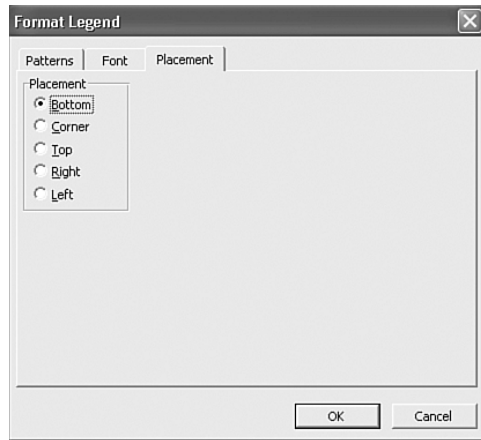 Format Legend
Patterns Font Placement
Placement
Bottom
Corner
Top
Right
Left
OK Cancel